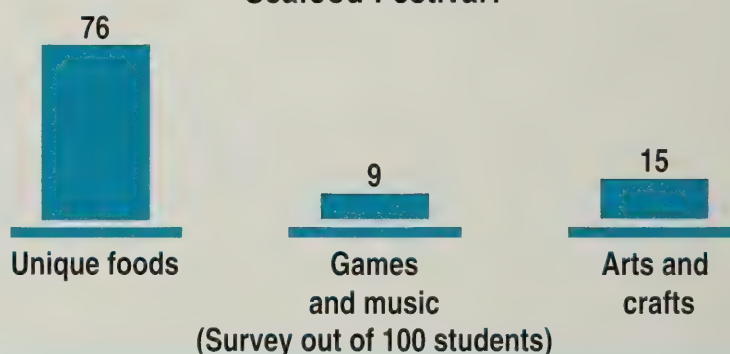 Seafood Festival?
76
9
15
Unique foods
Games
and music
Arts and
crafts
(Survey out of 100 students)